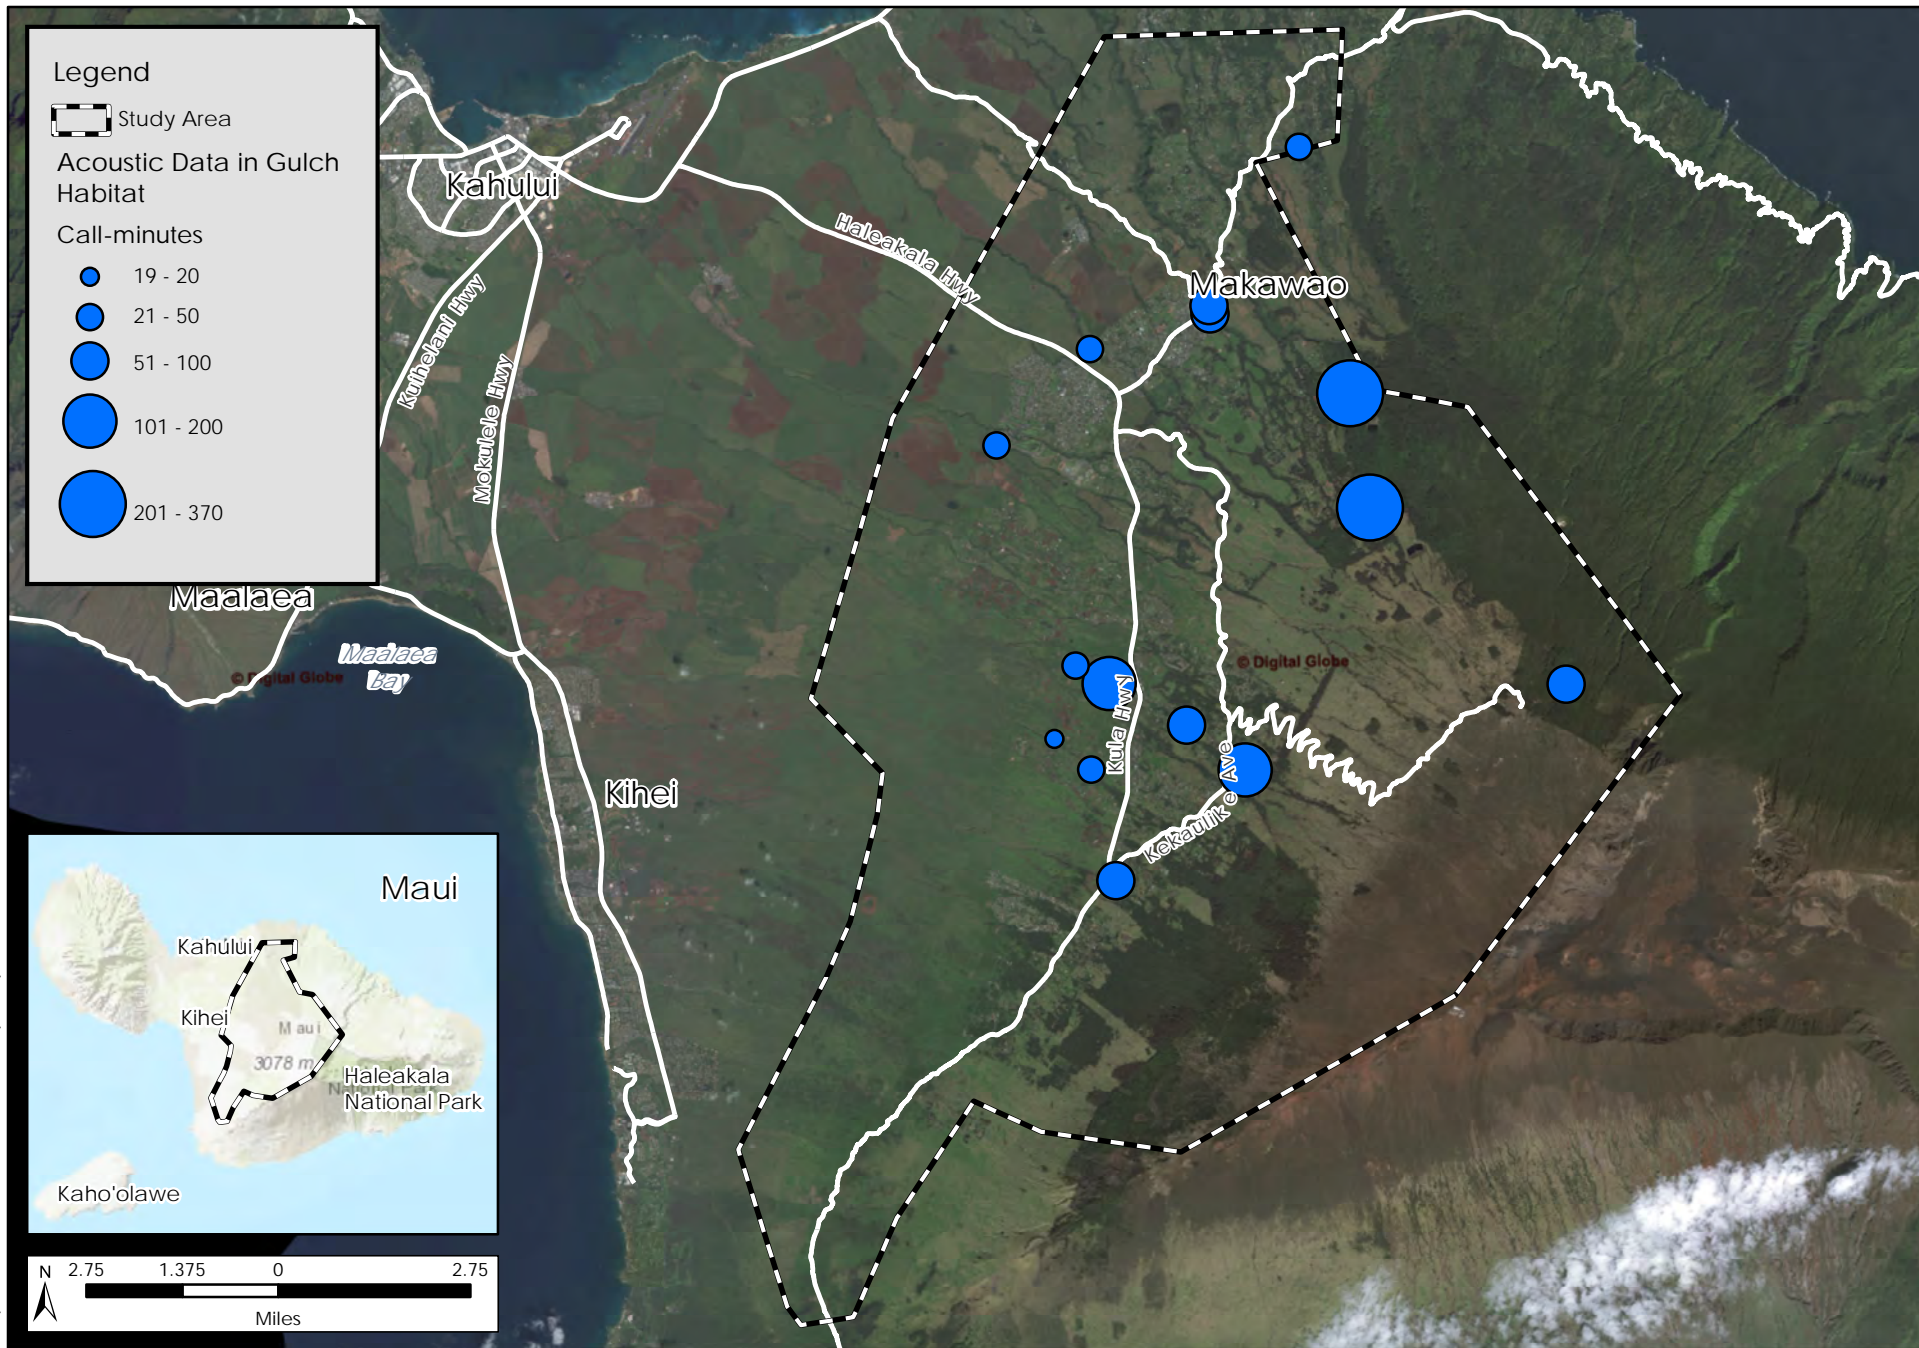 Legend
Study Area
Acoustic Data in Gulch
Habitat
Call-minutes
19 - 20
21 - 50
51 - 100
101 - 200
201 - 370
Kahului
Haleakala Hwy
Makawao
Kuihelani Hwy
Mokulele Hwy
Maalaea
Maalaea
Bay
© Digital Globe
© Digital Globe
Kula Hwy
Kekaulike Ave
Kihei
Maui
Kahului
Kihei
Maui
3078 m
Haleakala
National Park
National Park
Kaho'olawe
N
2.75 1.375 0 2.75
Miles